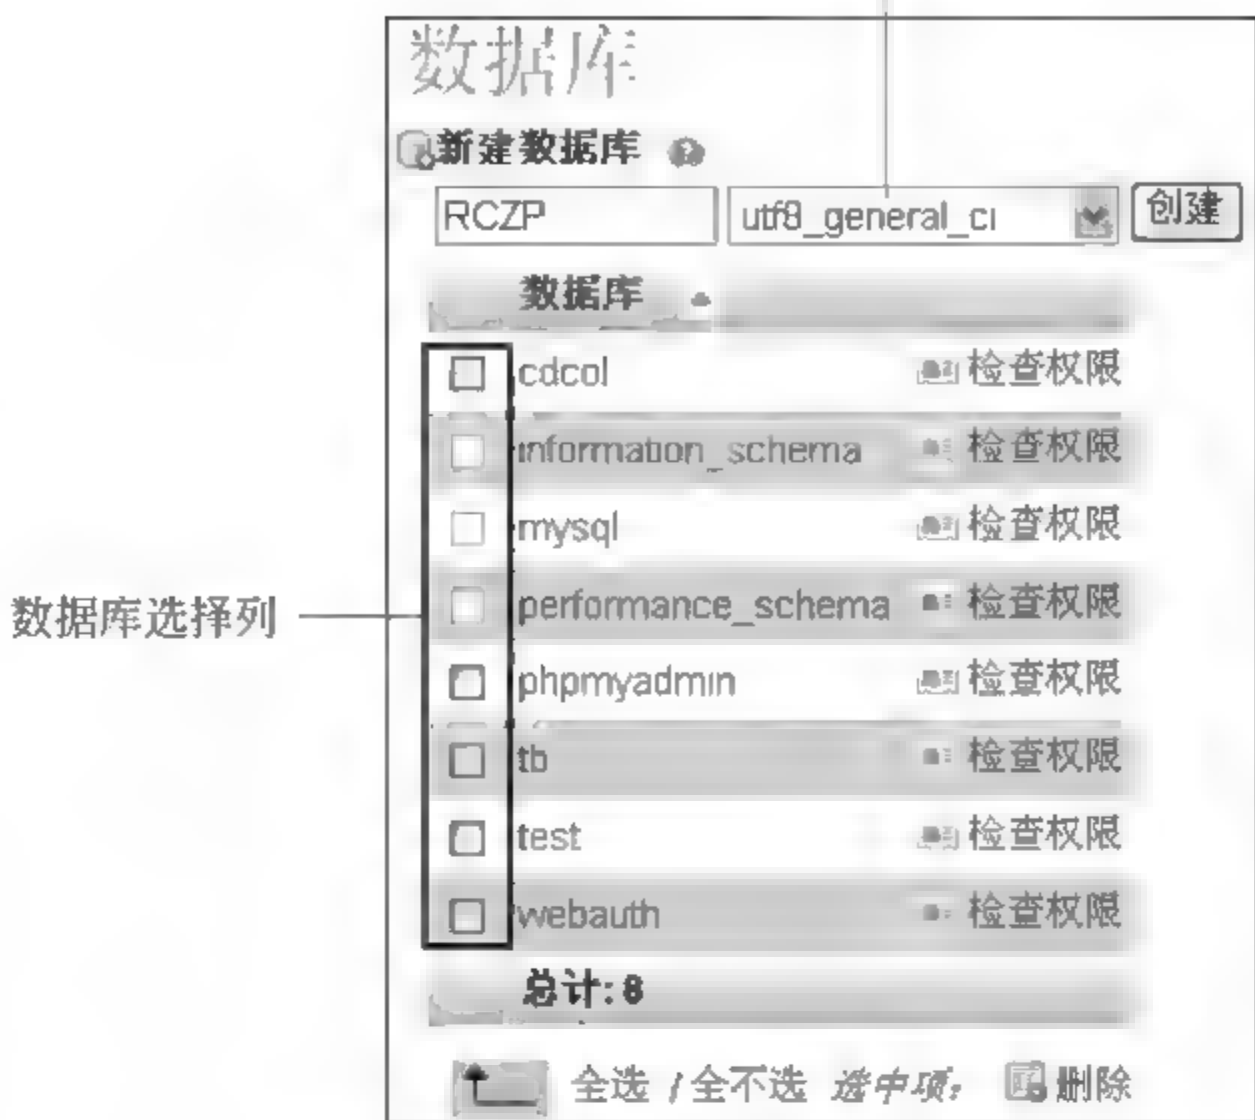 数据库
新建数据库
RCZP utf8_general_ci 创建
数据库
cdcol 检查权限
information_schema 检查权限
mysql 检查权限
数据库选择列
performance_schema 检查权限
phpmyadmin 检查权限
tb 检查权限
test 检查权限
webauth 检查权限
总计: 8
全选 / 全不选 选中项: 删除